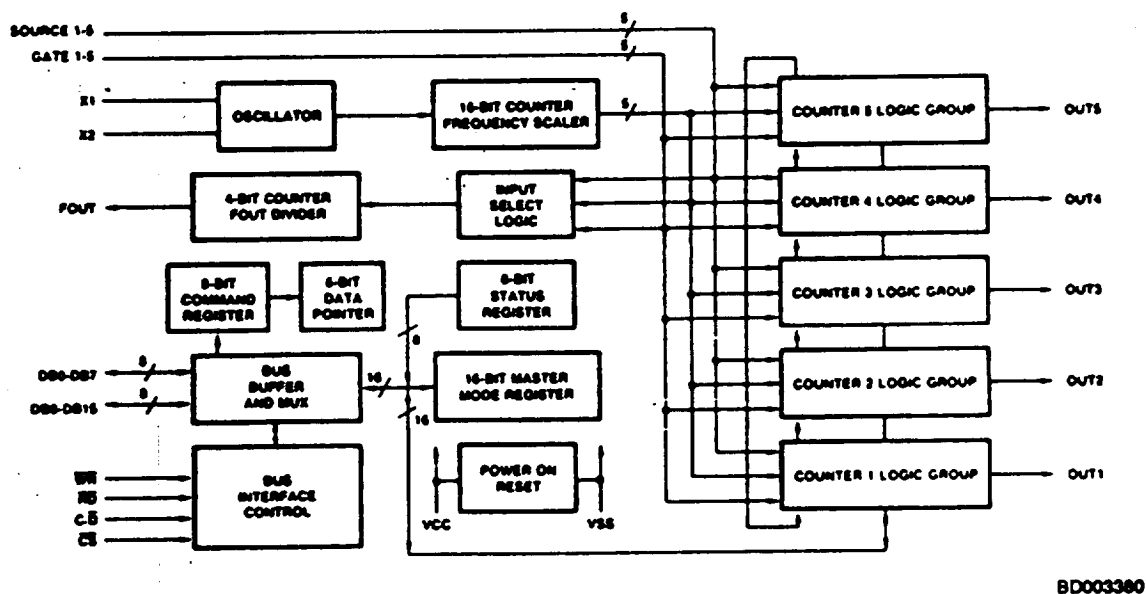 SOURCE 1-5
GATE 1-5
X1
X2
OSCILLATOR
16-BIT COUNTER
FREQUENCY SCALER
5
5
5
COUNTER 5 LOGIC GROUP
OUT5
FOUT
4-BIT COUNTER
FOUT DIVIDER
INPUT
SELECT
LOGIC
COUNTER 4 LOGIC GROUP
OUT4
8-BIT
COMMAND
REGISTER
6-BIT
DATA
POINTER
8-BIT
STATUS
REGISTER
8
COUNTER 3 LOGIC GROUP
OUT3
DB0-DB7
8
DB8-DB15
8
BUS
BUFFER
AND MUX
16
16-BIT MASTER
MODE REGISTER
16
COUNTER 2 LOGIC GROUP
OUT2
WR
RD
C/D
CS
BUS
INTERFACE
CONTROL
POWER ON
RESET
VCC
VSS
COUNTER 1 LOGIC GROUP
OUT1
BD003380